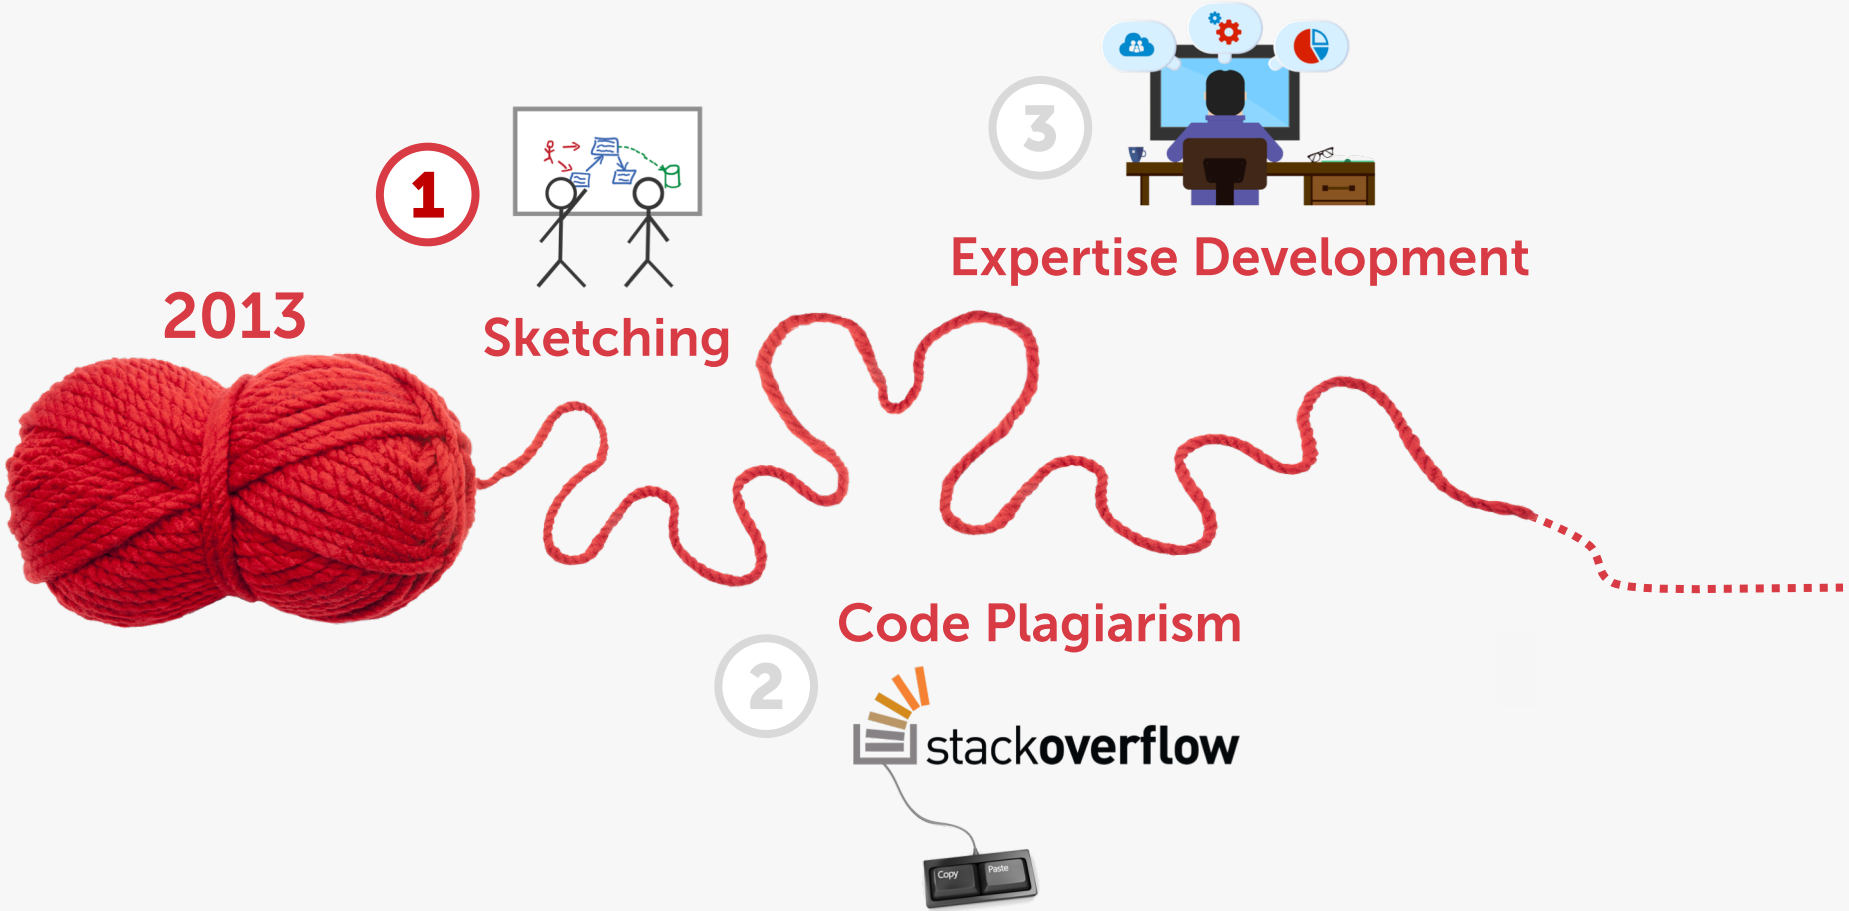 2013
1
Sketching
3
Expertise Development
Code Plagiarism
2
stackoverflow
Copy
Paste